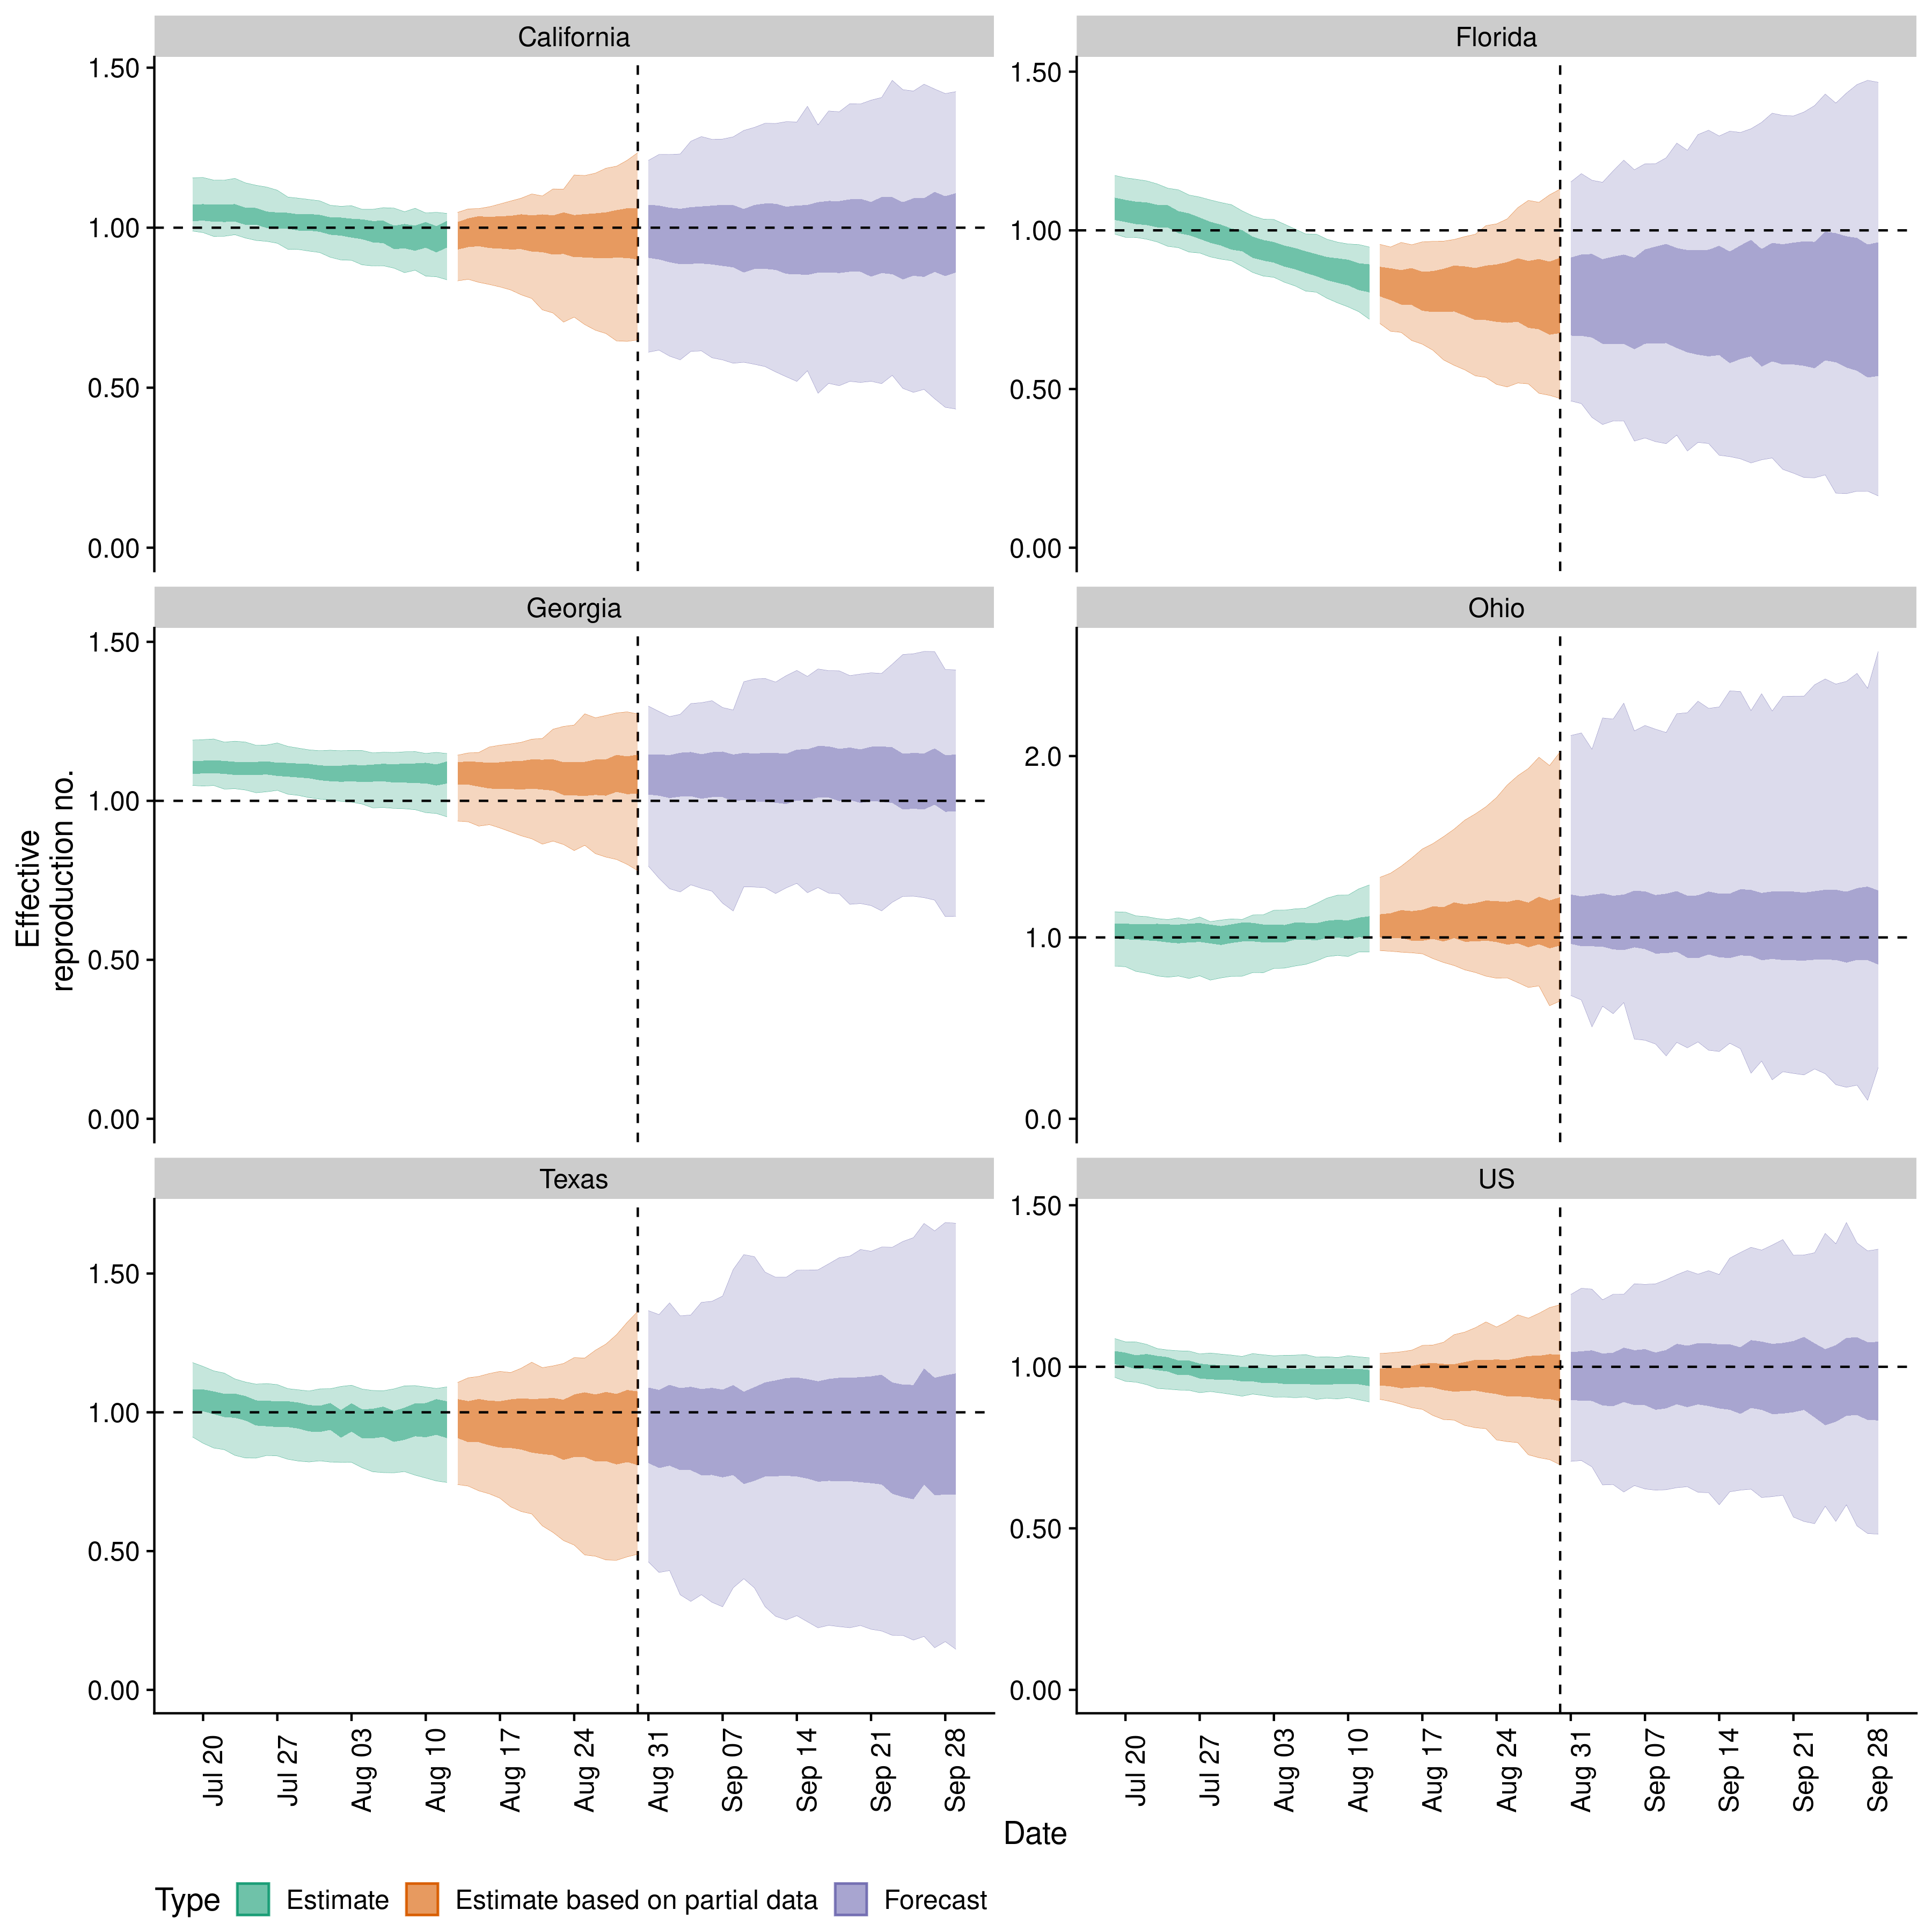 California
Florida
1.50
1.00
0.50
0.00
1.50
1.00
0.50
0.00
Georgia
Ohio
1.50
1.00
0.50
0.00
2.0
1.0
0.0
Texas
US
1.50
1.00
0.50
0.00
1.50
1.00
0.50
0.00
Effective
reproduction no.
Jul 20
Jul 27
Aug 03
Aug 10
Aug 17
Aug 24
Aug 31
Sep 07
Sep 14
Sep 21
Sep 28
Jul 20
Jul 27
Aug 03
Aug 10
Aug 17
Aug 24
Aug 31
Sep 07
Sep 14
Sep 21
Sep 28
Date
Type Estimate Estimate based on partial data Forecast